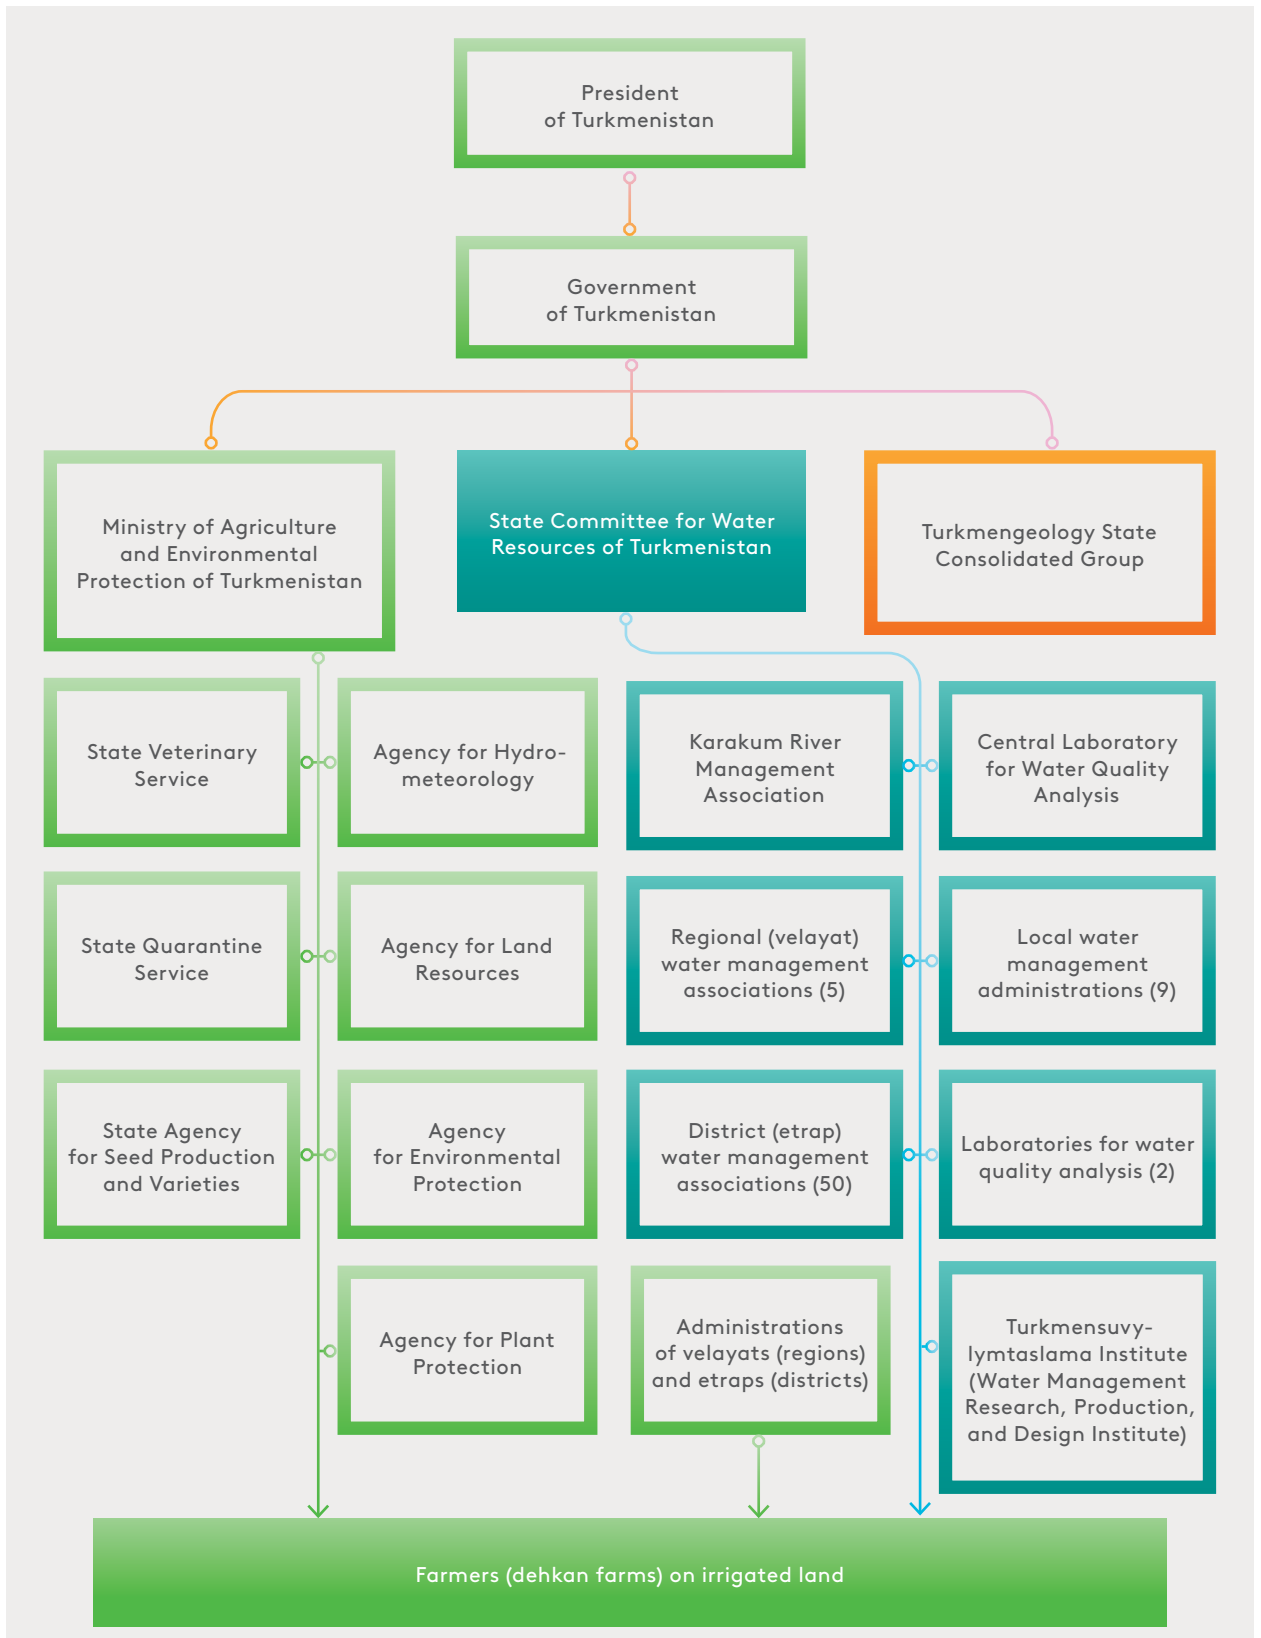 President
of Turkmenistan
Government
of Turkmenistan
Ministry of Agriculture
and Environmental
Protection of Turkmenistan
State Committee for Water
Resources of Turkmenistan
Turkmengeology State
Consolidated Group
State Veterinary
Service
Agency for Hydro-
meteorology
Karakum River
Management
Association
Central Laboratory
for Water Quality
Analysis
State Quarantine
Service
Agency for Land
Resources
Regional (velayat)
water management
associations (5)
Local water
management
administrations (9)
State Agency
for Seed Production
and Varieties
Agency
for Environmental
Protection
District (etrap)
water management
associations (50)
Laboratories for water
quality analysis (2)
Agency for Plant
Protection
Administrations
of velayats (regions)
and etraps (districts)
Turkmensuvy-
lymtaslama Institute
(Water Management
Research, Production,
and Design Institute)
Farmers (dehkan farms) on irrigated land